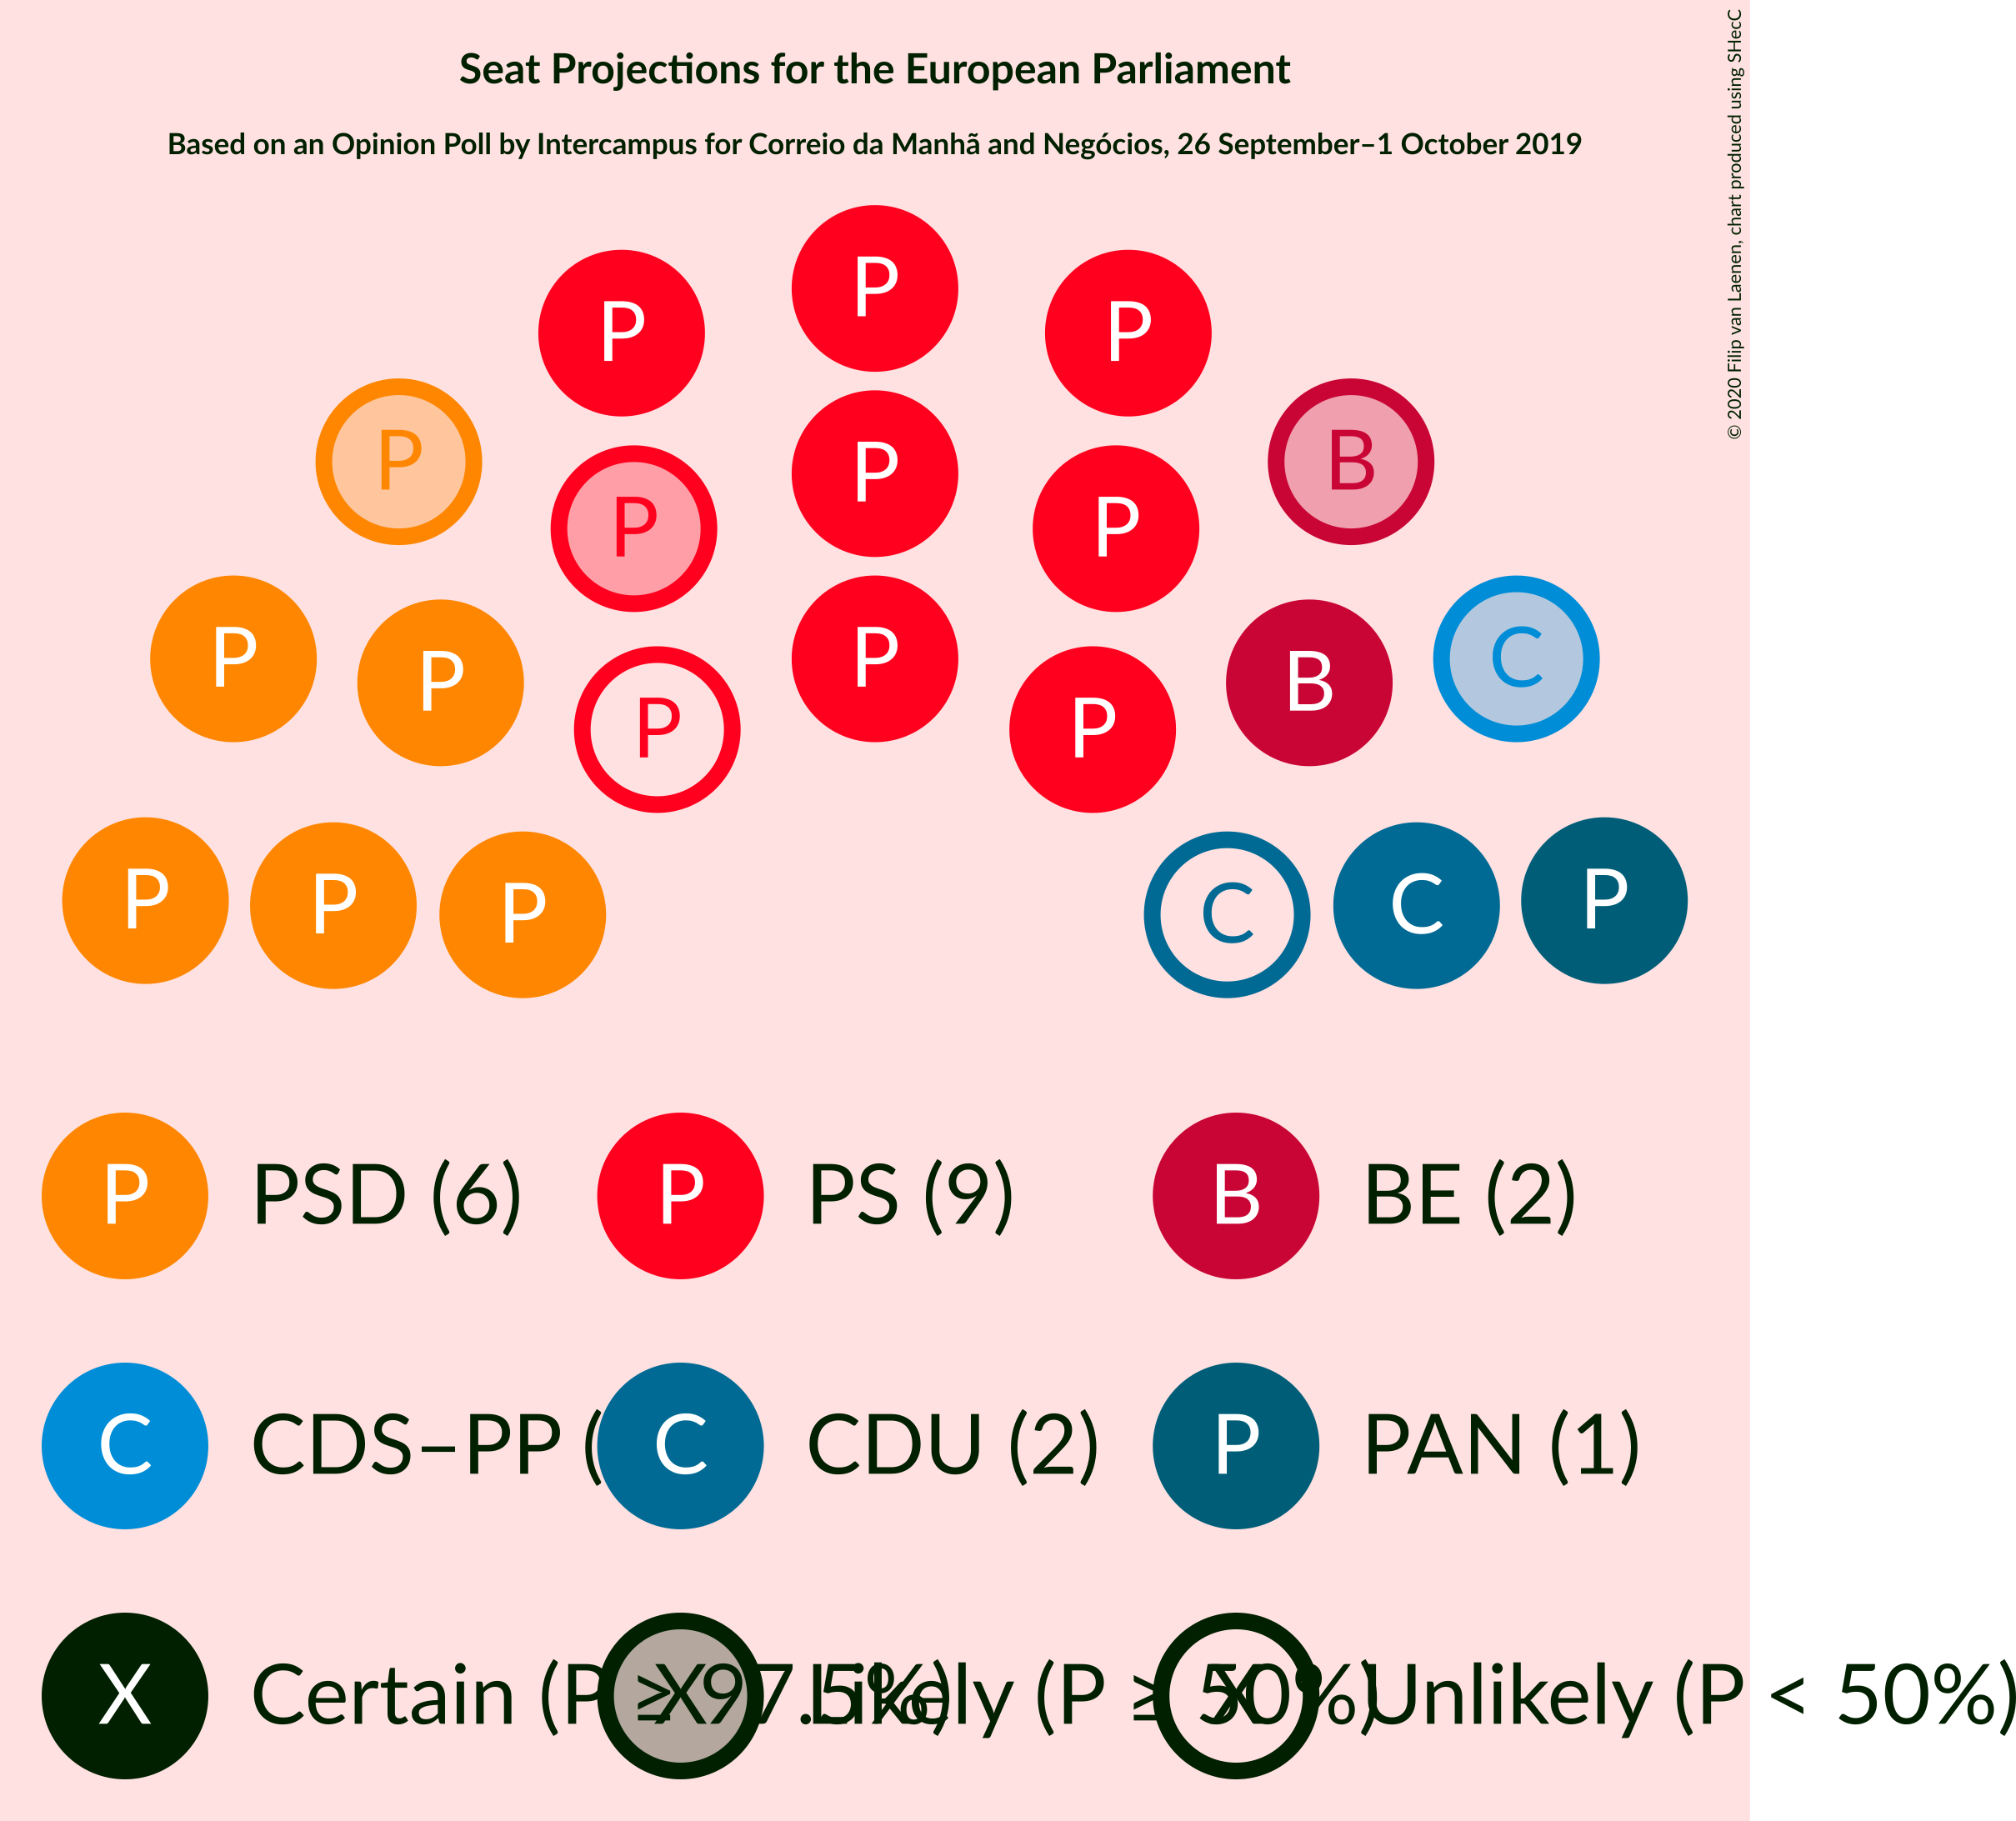 Seat Projections for the European Parliament
Based on an Opinion Poll by Intercampus for Correio da Manhã and Negócios, 26 September–1 October 2019
© 2020 Filip van Laenen, chart produced using SHecC
P
P P
P B
P
P P
P C
P
P P B
P P
P P
P C C P
P PSD (6) P PS (9) B BE (2)
C CDS–PP ( C CDU (2) P PAN (1)
X Certain (P ≥ 97.5%) X Likely (P ≥ 50%) X Unlikely (P < 50%)